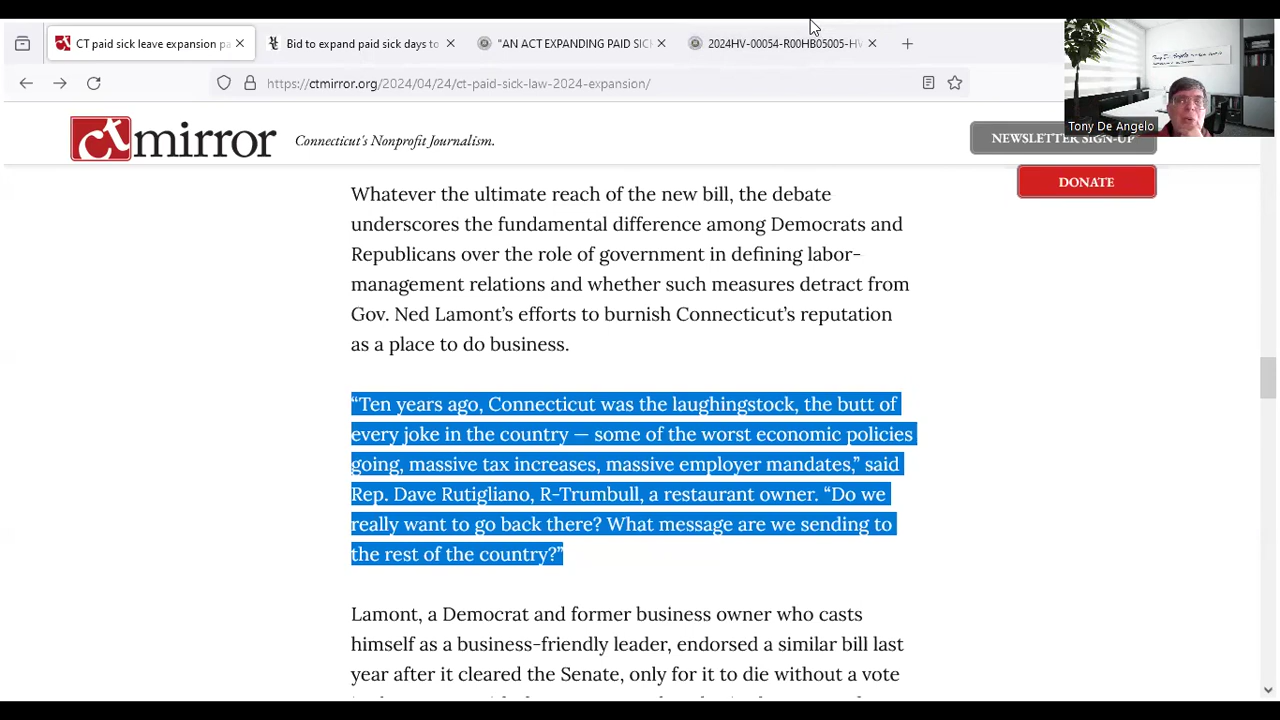 CT paid sick leave expansion pa
Bid to expand paid sick days to
"AN ACT EXPANDING PAID SIC
2024HV-00054-R00HB05005-HV
https://ctmirror.org/2024/04/24/ct-paid-sick-law-2024-expansion/
ct mirror
Connecticut's Nonprofit Journalism.
NEWSLETTER SIGN-UP
Tony De Angelo
DONATE
Whatever the ultimate reach of the new bill, the debate
underscores the fundamental difference among Democrats and
Republicans over the role of government in defining labor-
management relations and whether such measures detract from
Gov. Ned Lamont’s efforts to burnish Connecticut’s reputation
as a place to do business.
“Ten years ago, Connecticut was the laughingstock, the butt of
every joke in the country — some of the worst economic policies
going, massive tax increases, massive employer mandates,” said
Rep. Dave Rutigliano, R-Trumbull, a restaurant owner. “Do we
really want to go back there? What message are we sending to
the rest of the country?”
Lamont, a Democrat and former business owner who casts
himself as a business-friendly leader, endorsed a similar bill last
year after it cleared the Senate, only for it to die without a vote